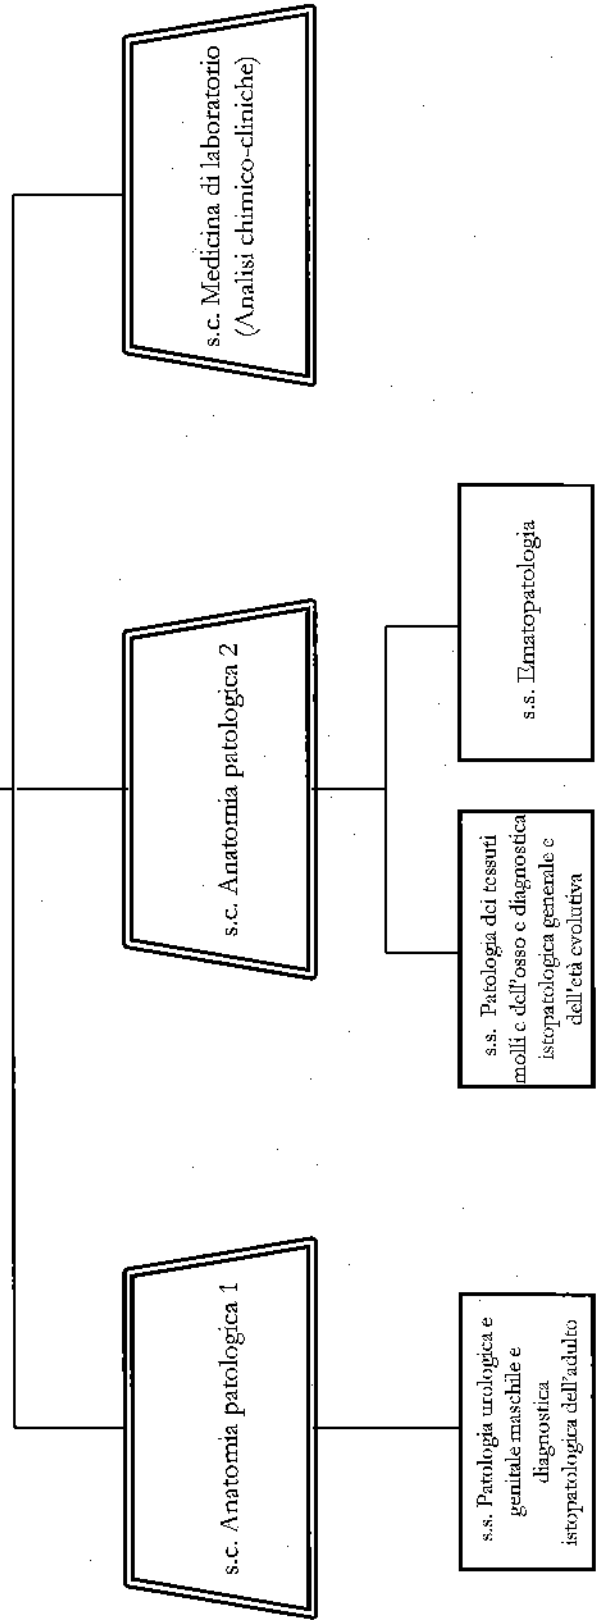 s.c. Anatomia patologica 1
s.c. Anatomia patologica 2
s.c. Medicina di laboratorio
(Analisi chimico-cliniche)
s.s. Patologia urologica e
genitale maschile e
diagnostica
istopatologica dell'adulto
s.s. Patologia dei tessuti
molli e dell'osso e diagnostica
istopatologica generale e
dell'età evolutiva
s.s. Ematopatologia